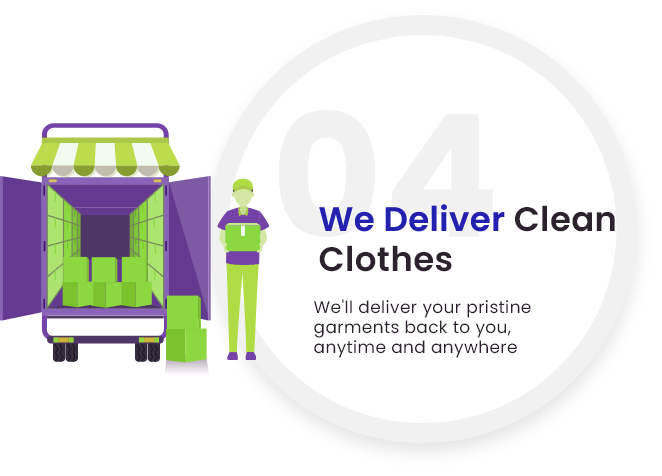 04
We Deliver Clean
Clothes
We'll deliver your pristine
garments back to you,
anytime and anywhere